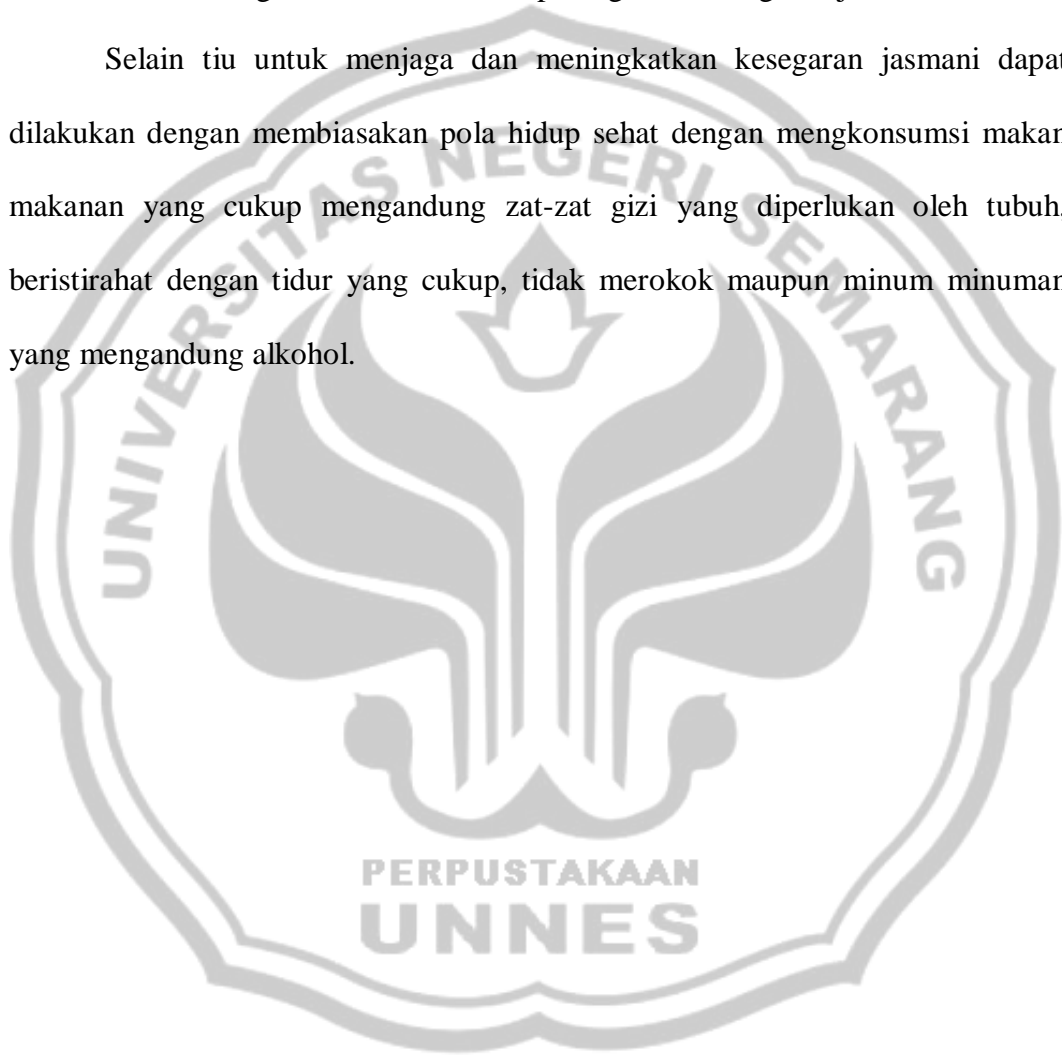 Selain tiu untuk menjaga dan meningkatkan kesegaran jasmani dapat
dilakukan dengan membiasakan pola hidup sehat dengan mengkonsumsi makan
makanan yang cukup mengandung zat-zat gizi yang diperlukan oleh tubuh,
beristirahat dengan tidur yang cukup, tidak merokok maupun minum minuman
yang mengandung alkohol.
UNIVERSITAS NEGERI SEMARANG
PERPUSTAKAAN
UNNES